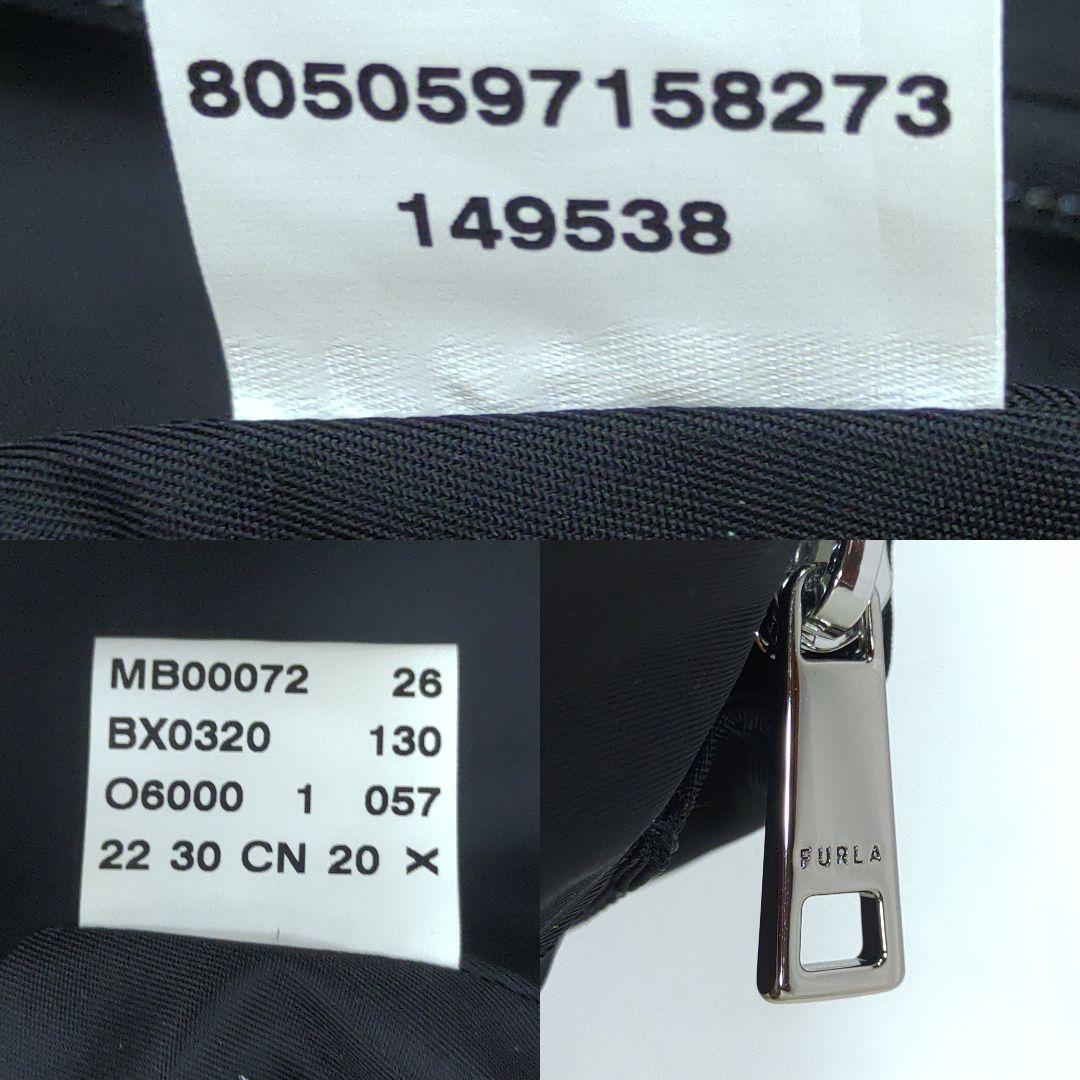 8050597158273
149538
MB00072 26
BX0320 130
O6000 1 057
22 30 CN 20 X
FURLA